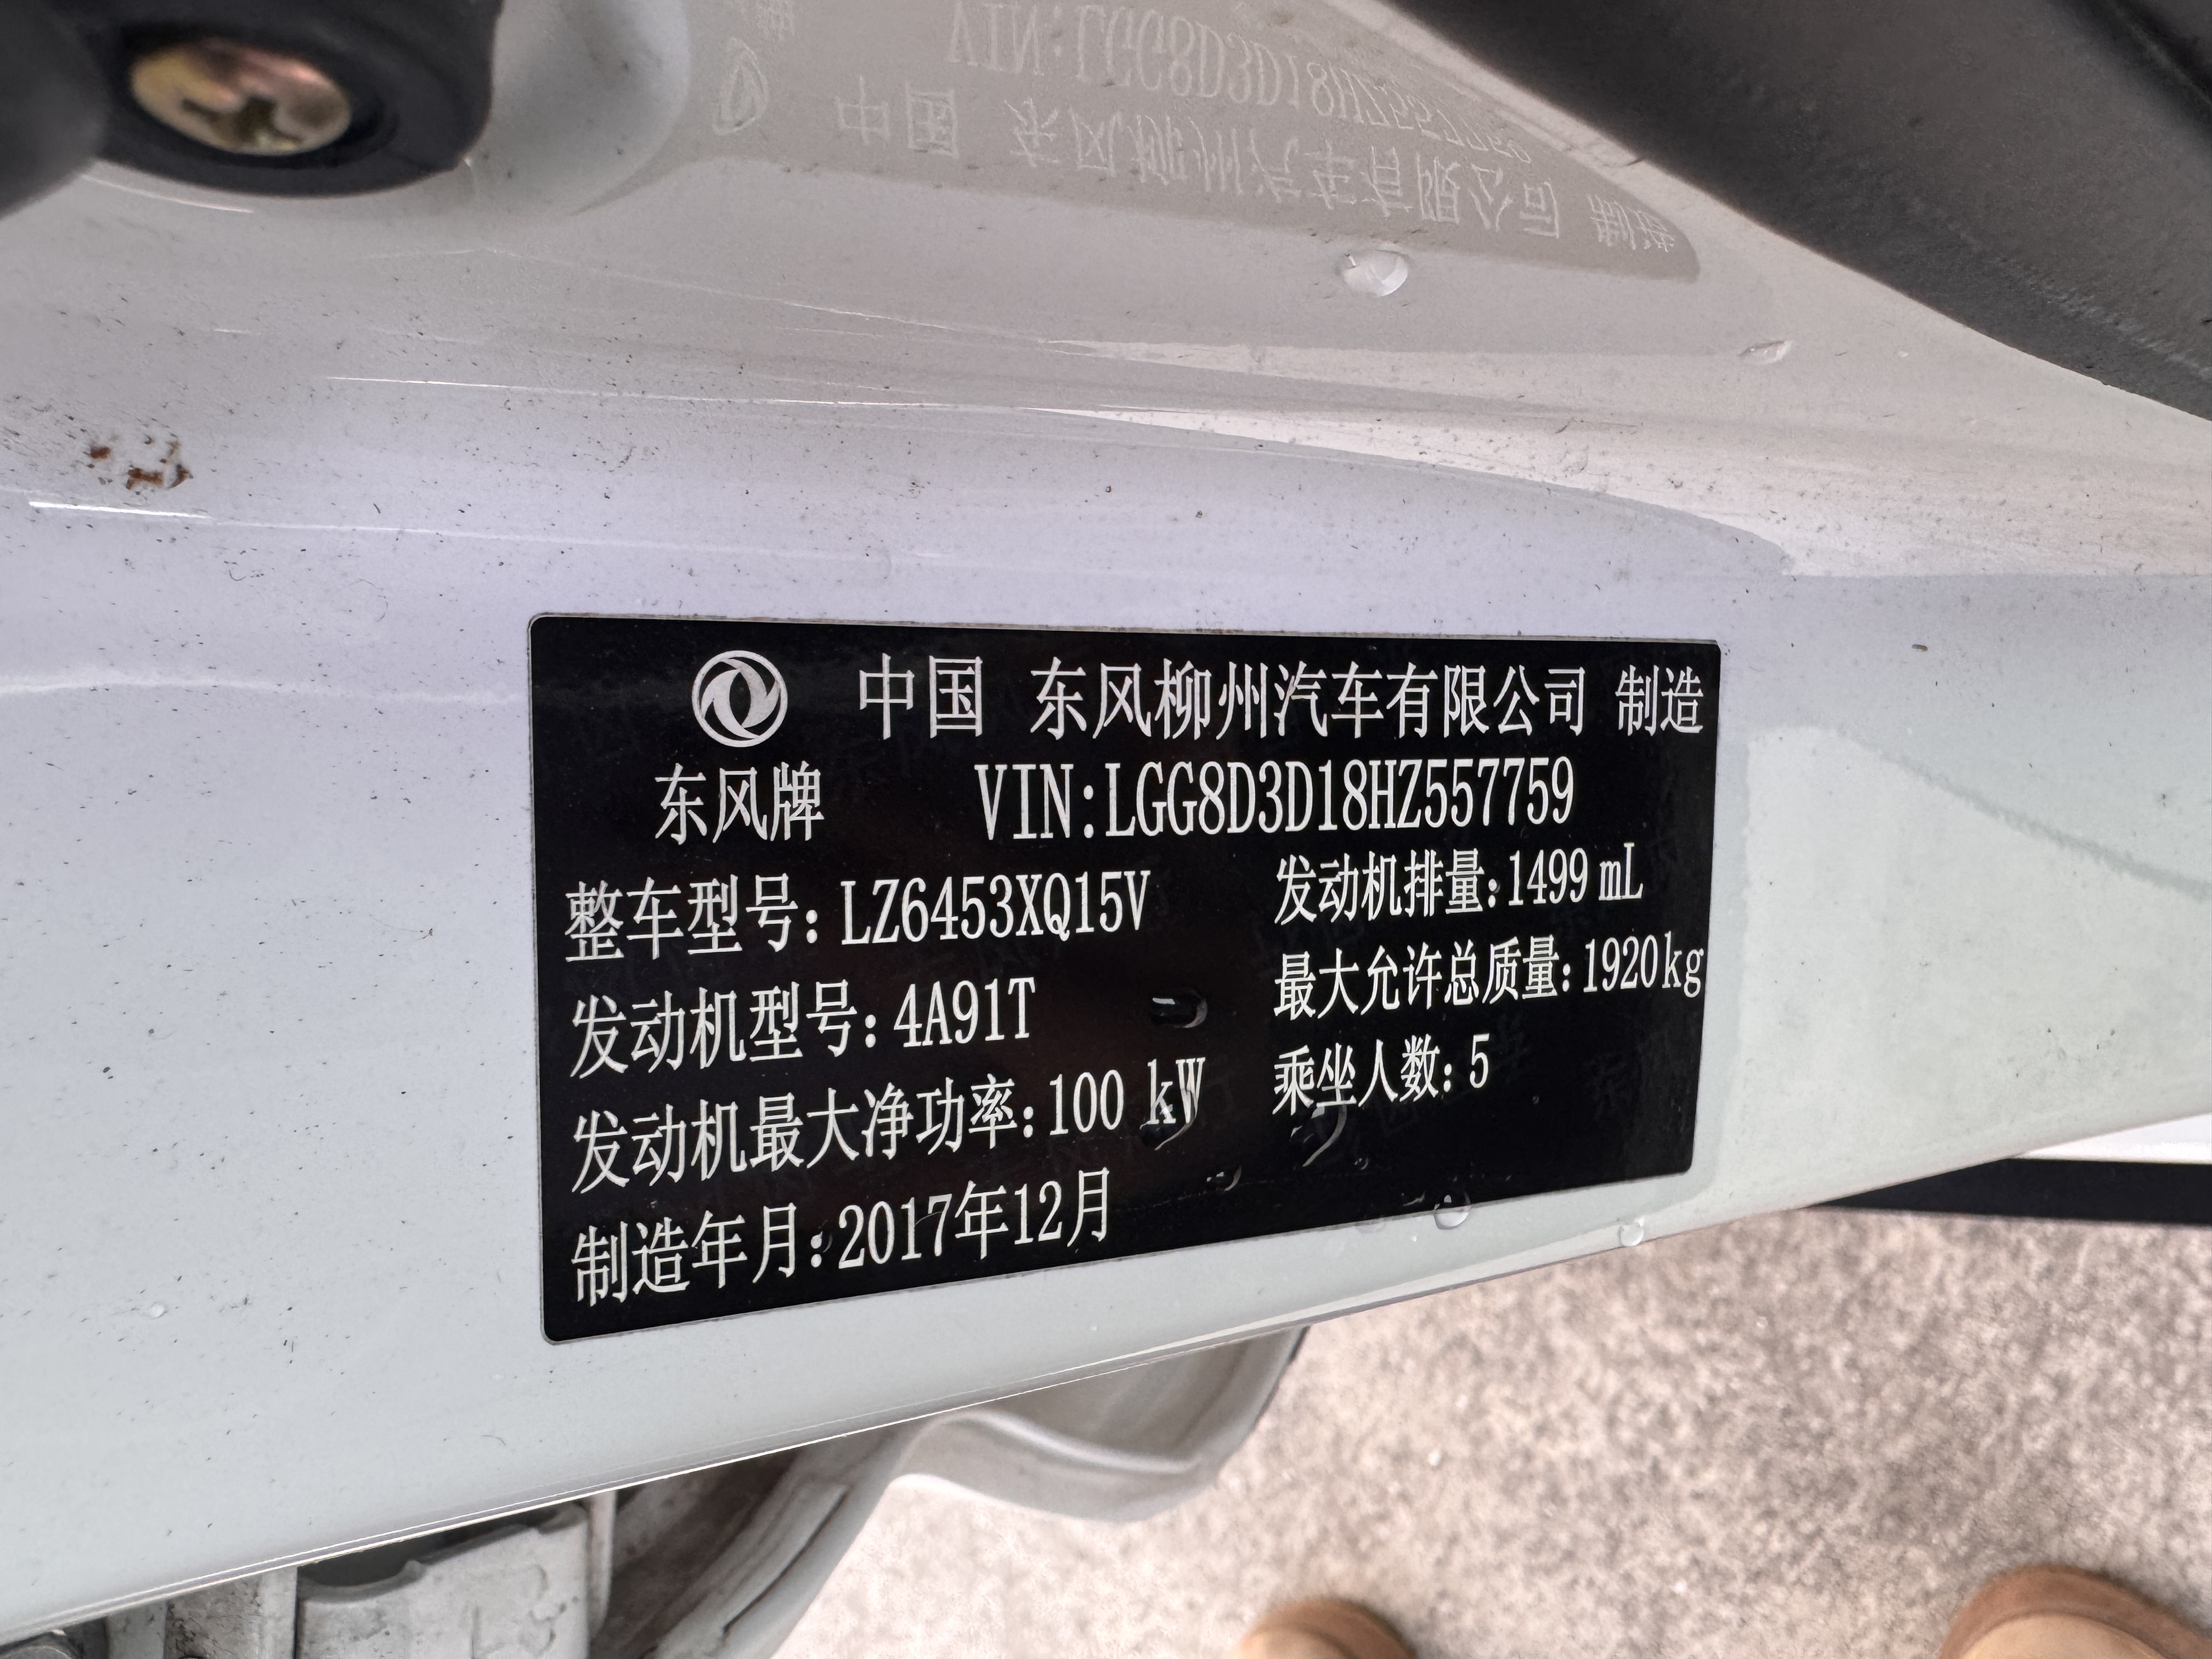 中国 东风柳州汽车有限公司 制造
东风牌 VIN:LGG8D3D18HZ557759
整车型号:LZ6453XQ15V
发动机排量:1499 mL
发动机型号:4A91T
最大允许总质量:1920kg
发动机最大净功率:100 kW
乘坐人数:5
制造年月:2017年12月